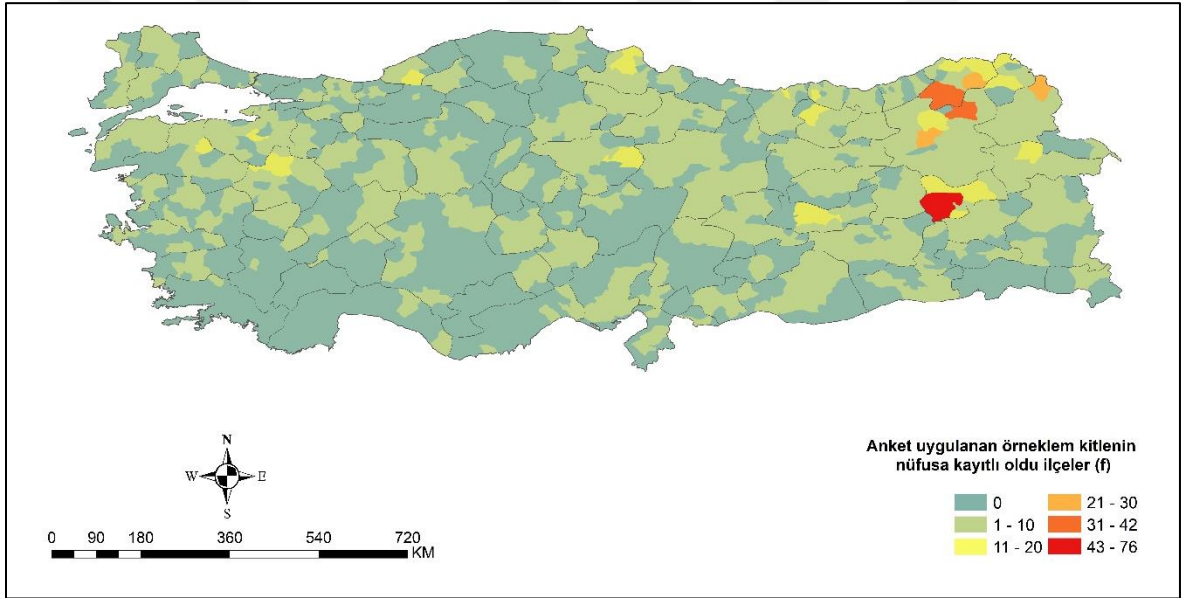 N
W E
S
0 90 180 360 540 720
KM
Anket uygulanan örneklem kitlenin
nüfusa kayıtlı oldu ilçeler (f)
0 21 - 30
1 - 10 31 - 42
11 - 20 43 - 76